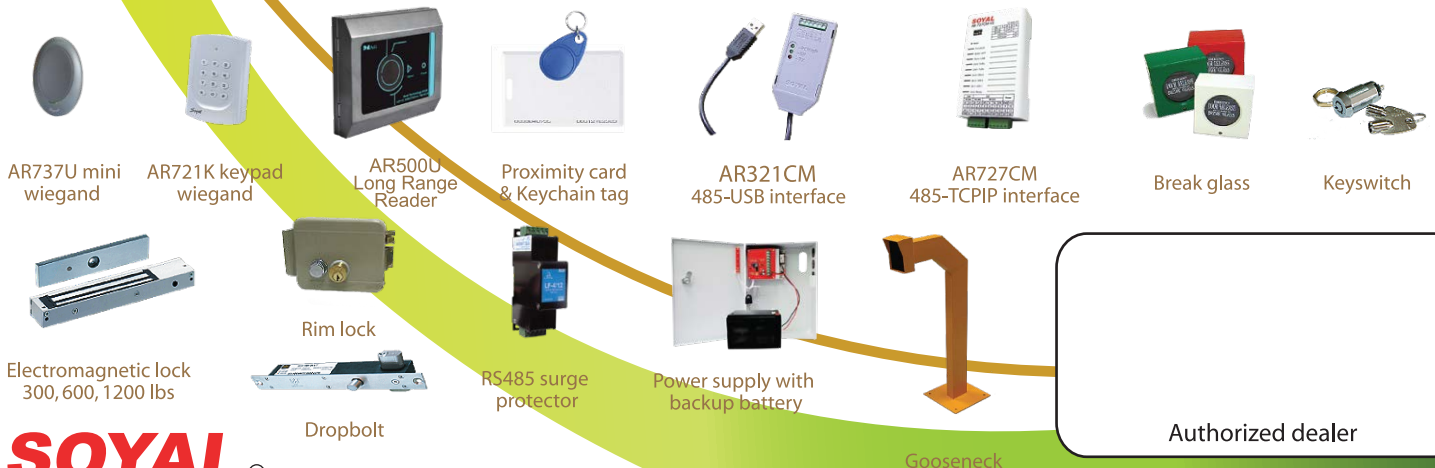 SOYAL
AR737U mini
wiegand
AR721K keypad
wiegand
AR500U
Long Range
Reader
Proximity card
& Keychain tag
AR321CM
485-USB interface
AR727CM
485-TCPIP interface
Break glass
Keyswitch
Electromagnetic lock
300, 600, 1200 lbs
Rim lock
Dropbolt
RS485 surge
protector
Power supply with
backup battery
Gooseneck
Authorized dealer
SOYAL